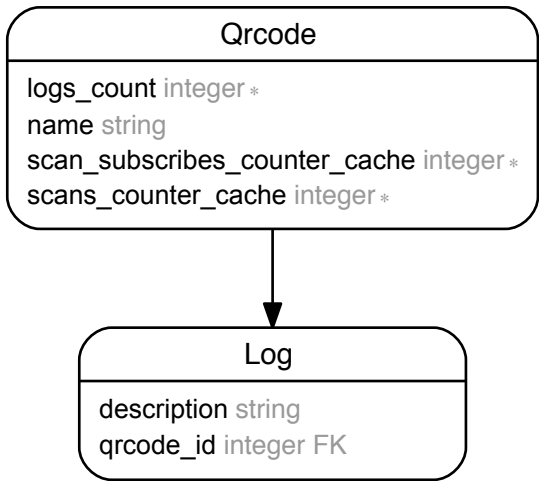 Qrcode
logs_count integer *
name string
scan_subscribes_counter_cache integer *
scans_counter_cache integer *
Log
description string
qrcode_id integer FK